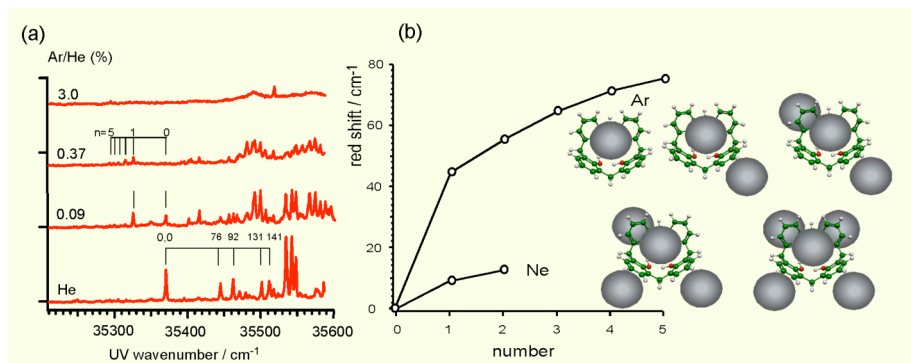 (a)
Ar/He (%)
3.0
n= 5 1 0
0.37
0.09
0,0 76 92 131 141
He
35300 35400 35500 35600
UV wavenumber / cm-1
(b)
80
60
40
20
0
red shift / cm-1
Ar
Ne
0 1 2 3 4 5
number